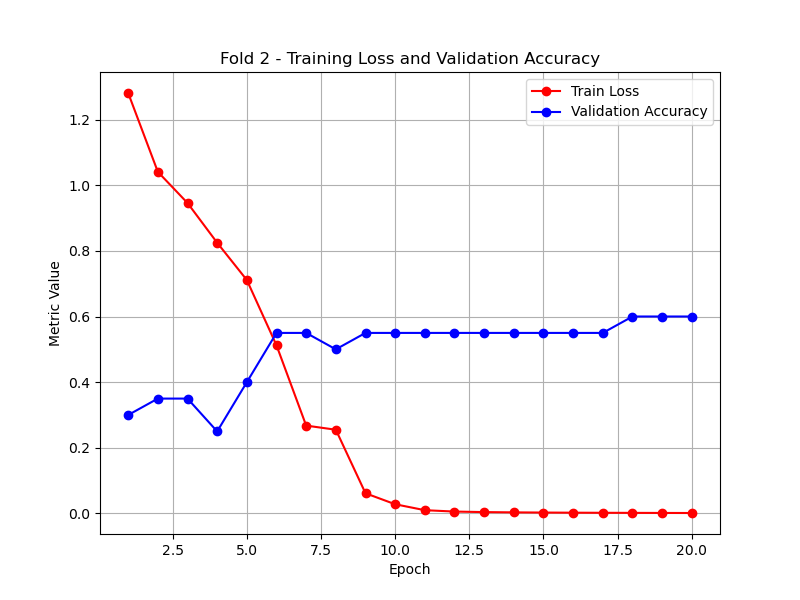 Fold 2 - Training Loss and Validation Accuracy
Train Loss
Validation Accuracy
Metric Value
1.2
1.0
0.8
0.6
0.4
0.2
0.0
2.5 5.0 7.5 10.0 12.5 15.0 17.5 20.0
Epoch